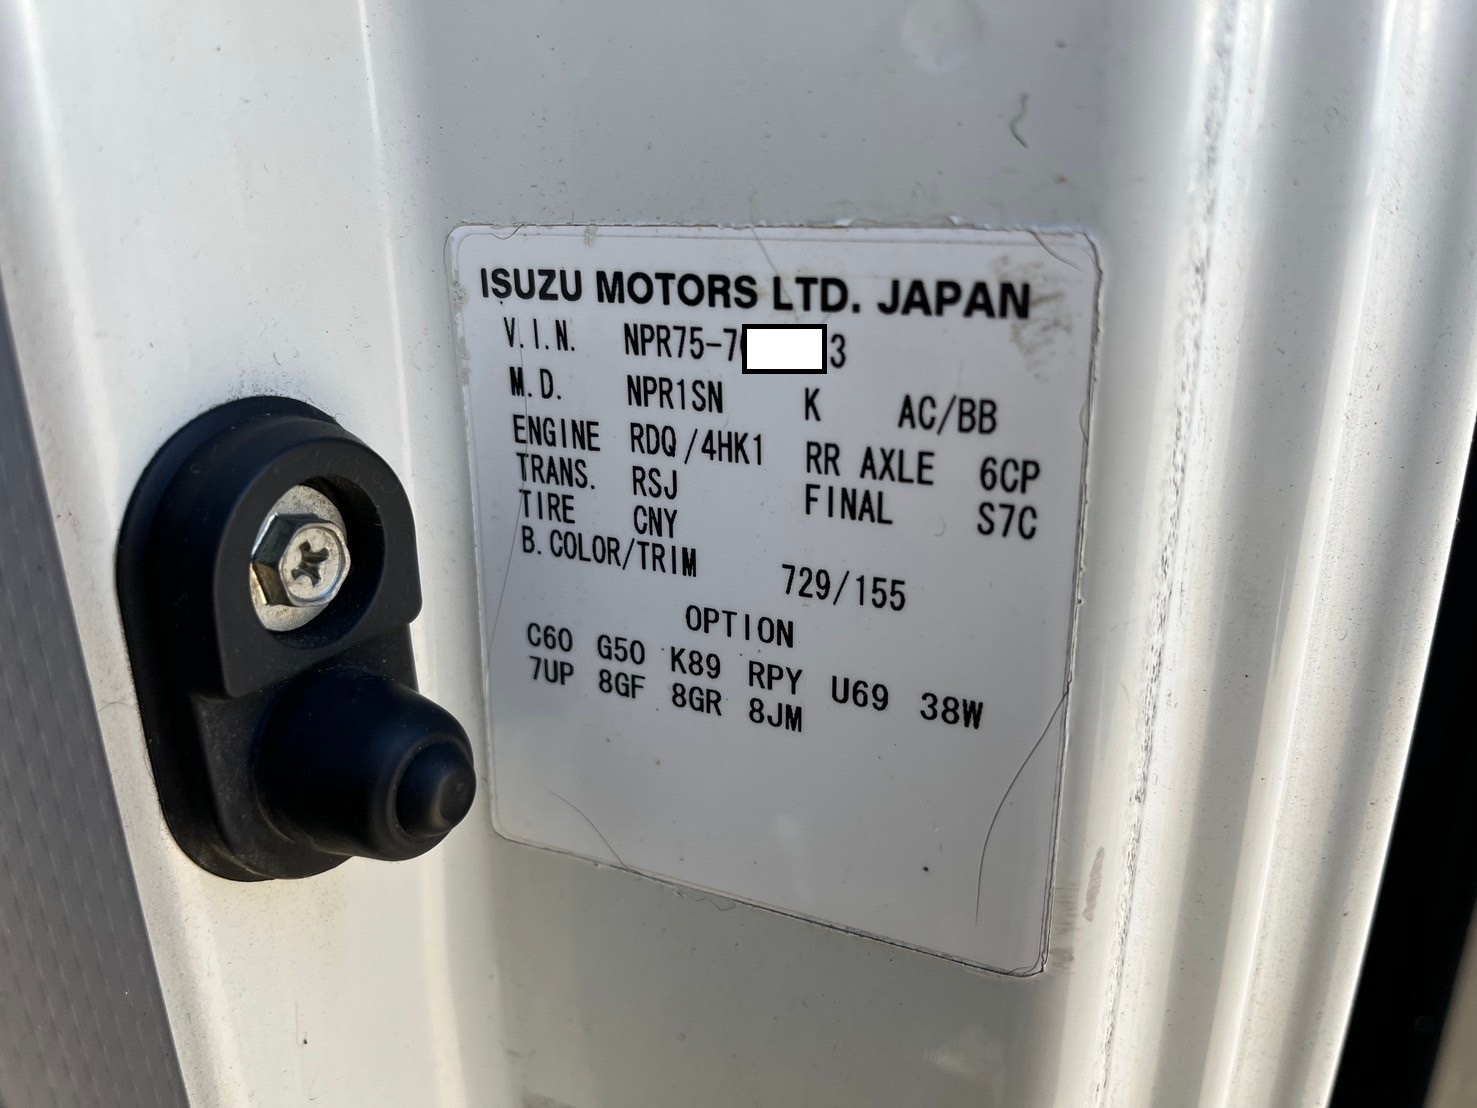 ISUZU MOTORS LTD. JAPAN
V.I.N. NPR75-7 3
M.D. NPR1SN K AC/BB
ENGINE RDQ/4HK1 RR AXLE 6CP
TRANS. RSJ FINAL S7C
TIRE CNY
B.COLOR/TRIM 729/155
OPTION
C60 G50 K89 RPY U69 38W
7UP 8GF 8GR 8JM